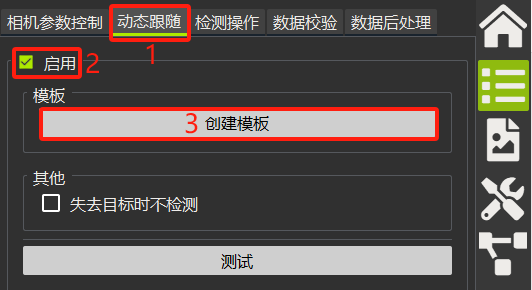 相机参数控制 动态跟随 检测操作 数据校验 数据后处理
1
启用 2
模板
3 创建模板
其他
失去目标时不检测
测试